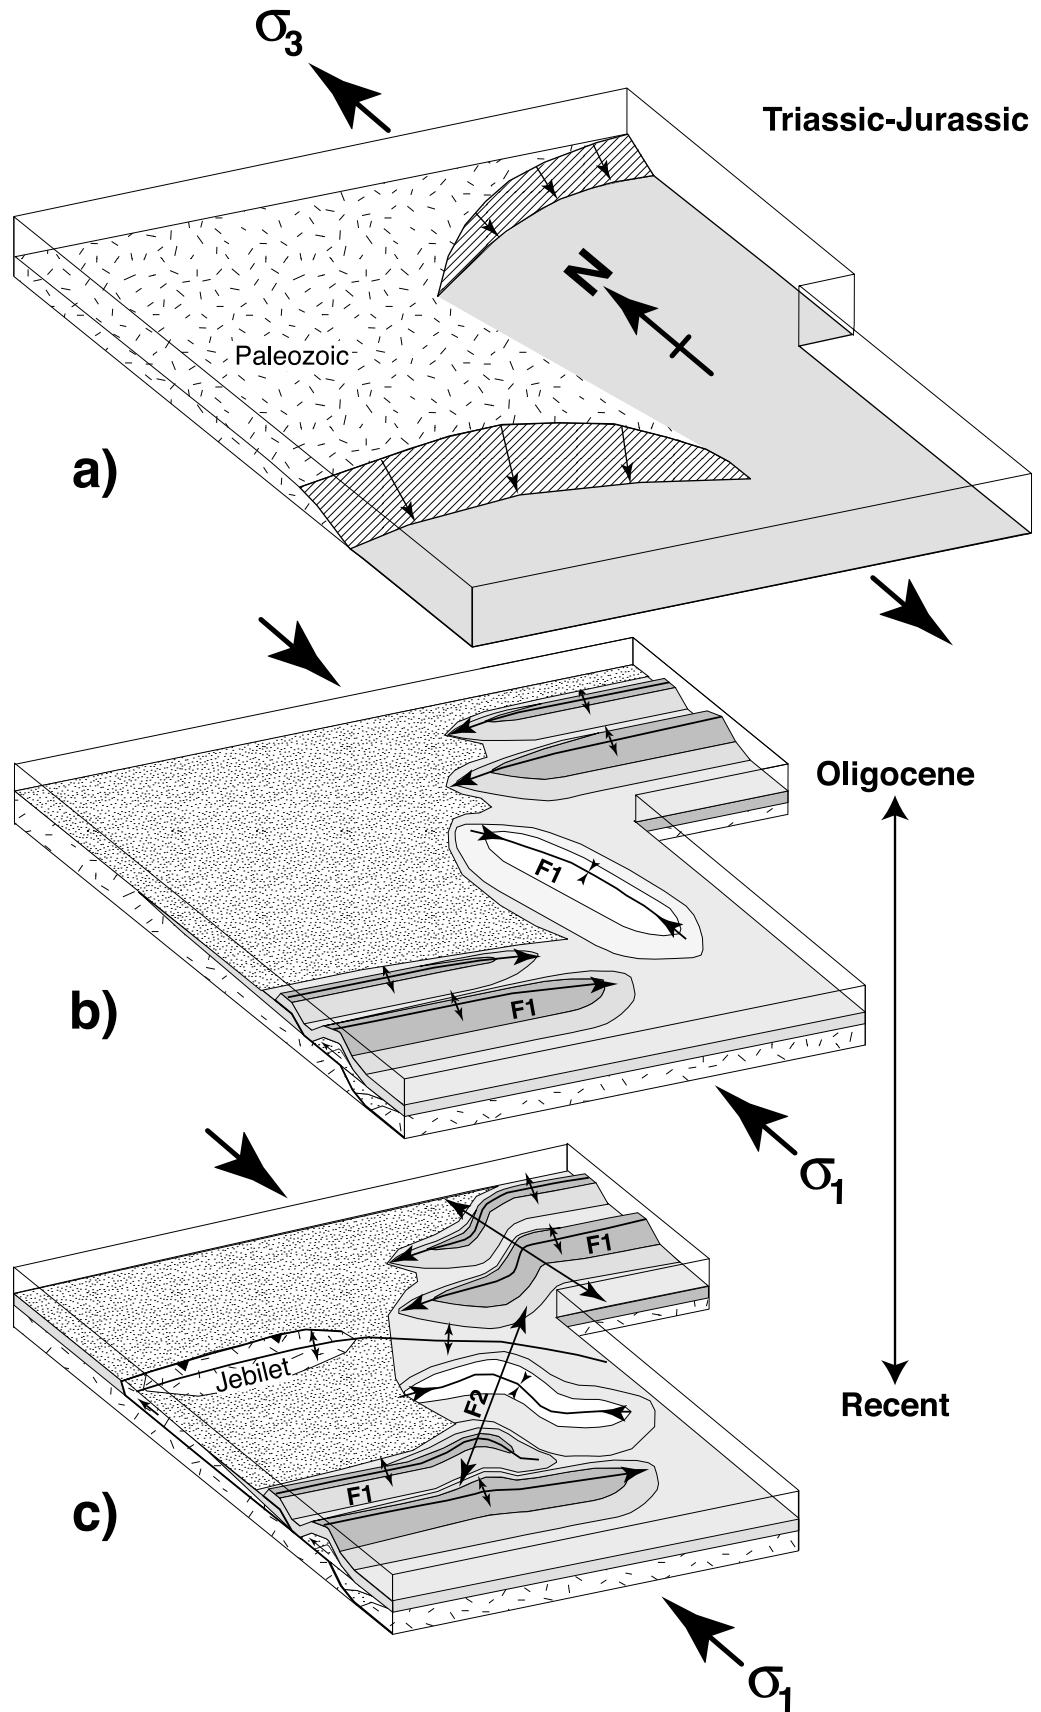 σ3
Triassic-Jurassic
N
Paleozoic
a)
Oligocene
F1
b)
F1
σ1
F1
Jebilet
F2
Recent
F1
c)
σ1